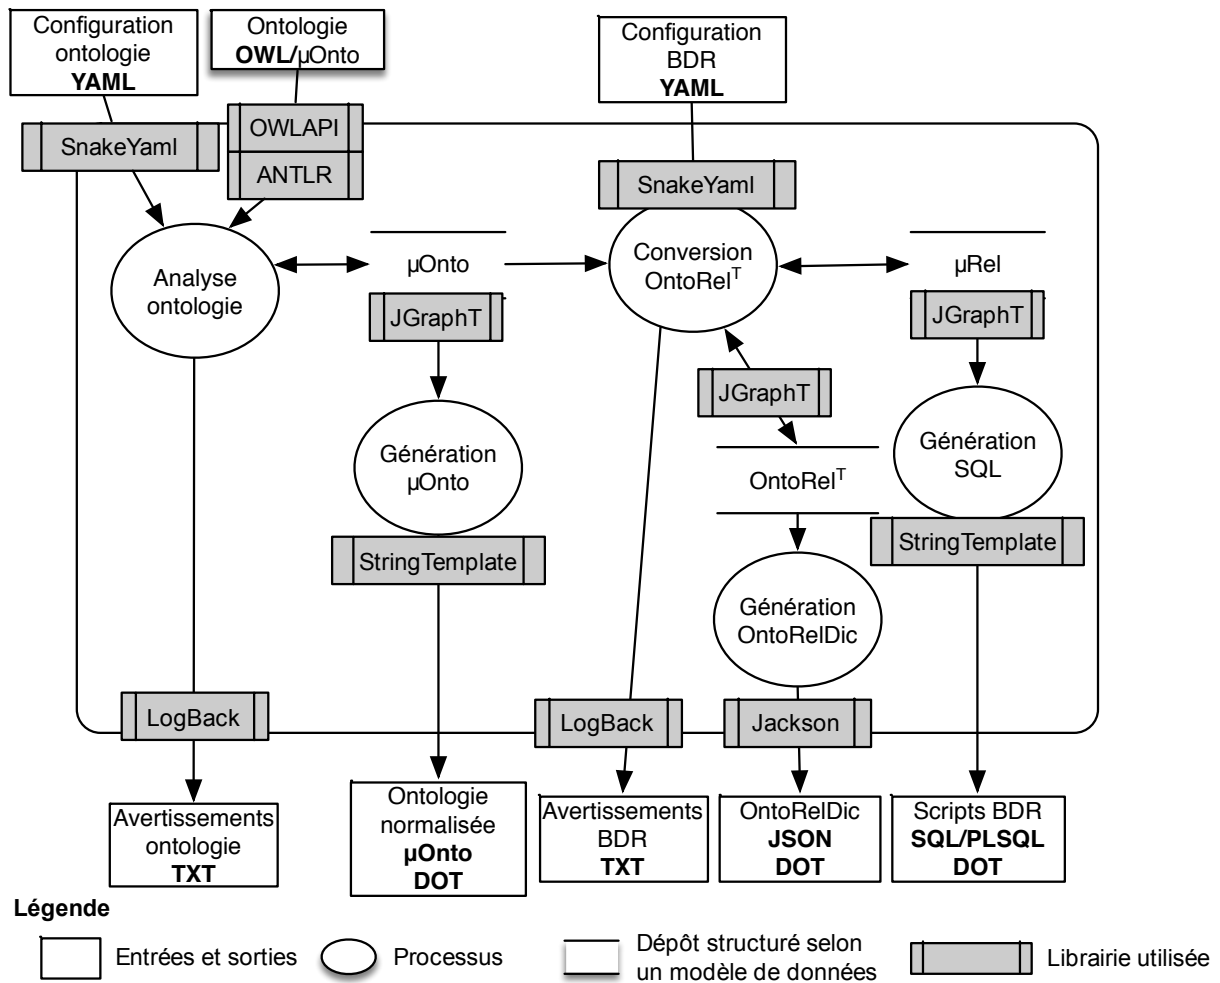 Configuration
ontologie
YAML
Ontologie
OWL/µOnto
Configuration
BDR
YAML
SnakeYaml
OWLAPI
ANTLR
SnakeYaml
Analyse
ontologie
µOnto
JGraphT
Conversion
OntoRelT
µRel
JGraphT
JGraphT
Génération
µOnto
StringTemplate
OntoRelT
Génération
SQL
StringTemplate
Génération
OntoRelDic
LogBack
LogBack
Jackson
Avertissements
ontologie
TXT
Ontologie
normalisée
µOnto
DOT
Avertissements
BDR
TXT
OntoRelDic
JSON
DOT
Scripts BDR
SQL/PLSQL
DOT
Légende
Entrées et sorties
Processus
Dépôt structuré selon
un modèle de données
Librairie utilisée